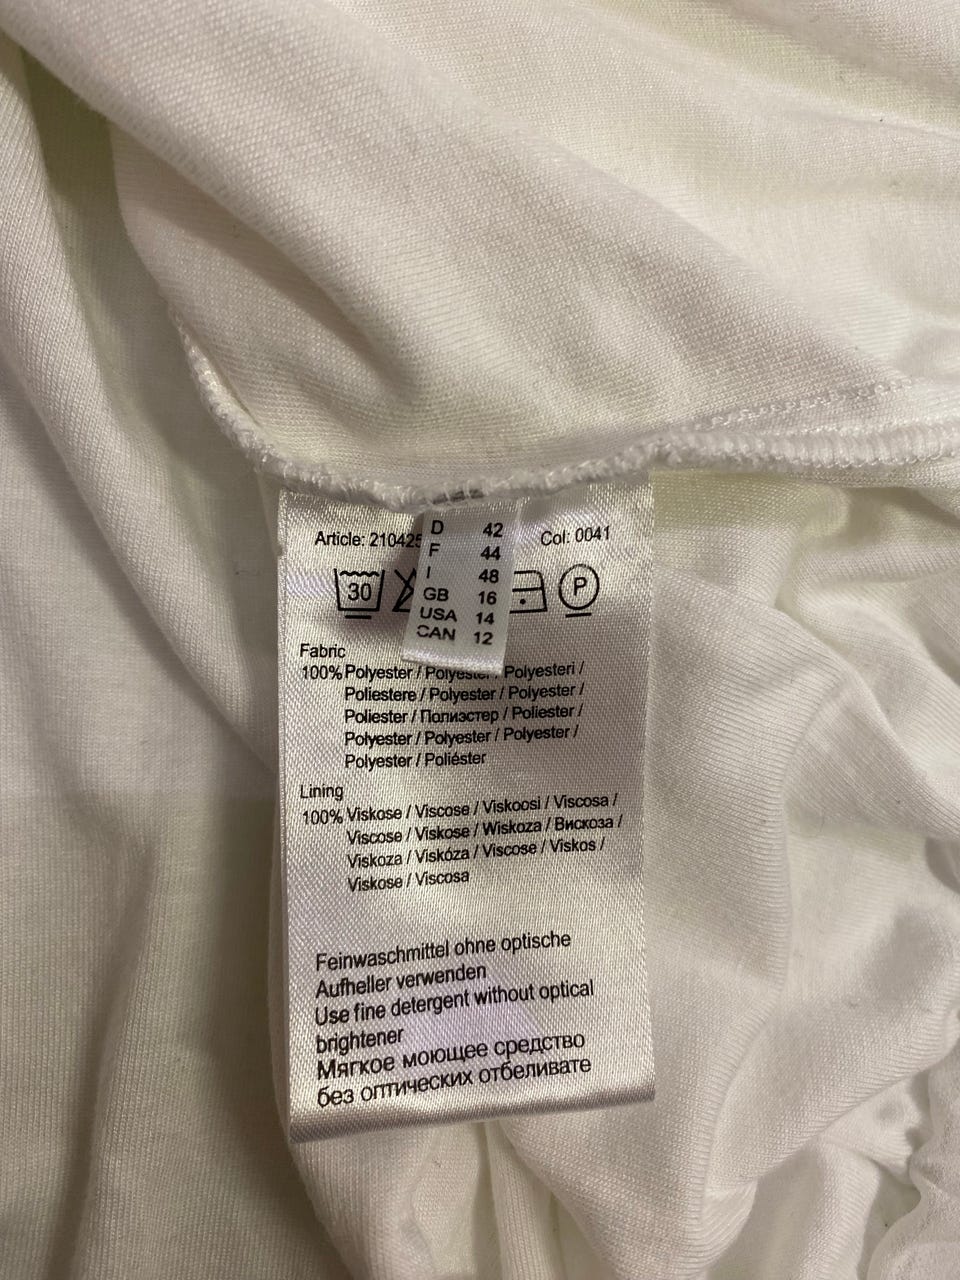 Article: 210425
Col: 0041
D 42
F 44
I 48
GB 16
USA 14
CAN 12
30
P
Fabric
100% Polyester / Polyester / Polyesteri /
Poliestere / Polyester / Polyester /
Poliester / Полиэстер / Poliester /
Polyester / Polyester / Polyester /
Polyester / Poliéster
Lining
100% Viskose / Viscose / Viskoosi / Viscosa /
Viscose / Viskose / Wiskoza / Вискоза /
Viskoza / Viskóza / Viscose / Viskos /
Viskose / Viscosa
Feinwaschmittel ohne optische
Aufheller verwenden
Use fine detergent without optical
brightener
Мягкое моющее средство
без оптических отбеливате